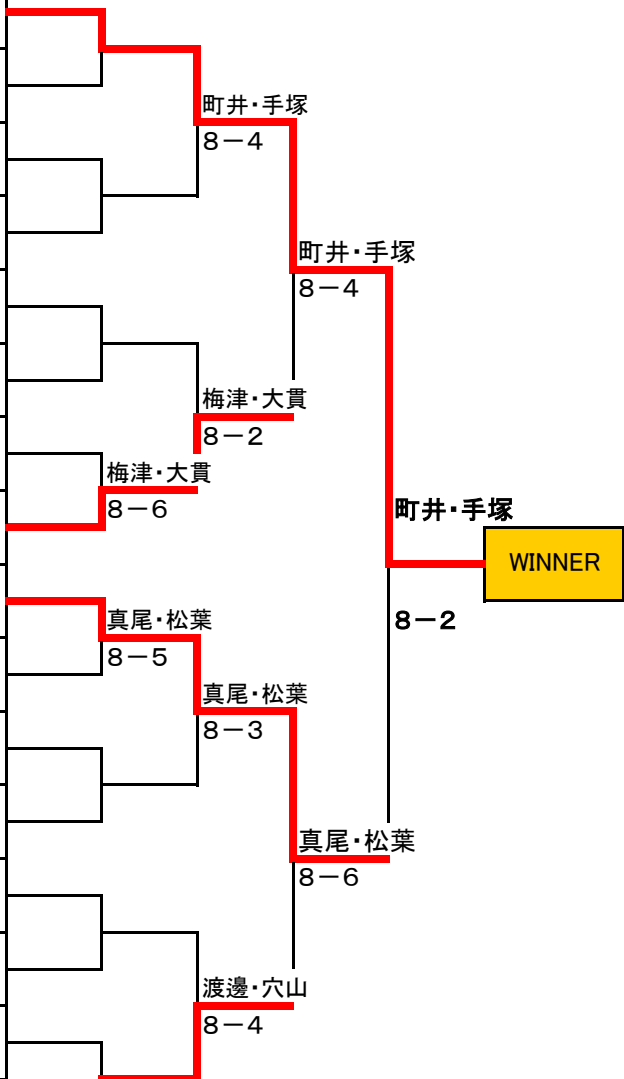 町井・手塚
8-4
町井・手塚
8-4
梅津・大貫
8-2
梅津・大貫
8-6
町井・手塚
WINNER
8-2
真尾・松葉
8-5
真尾・松葉
8-3
真尾・松葉
8-6
渡邊・穴山
8-4